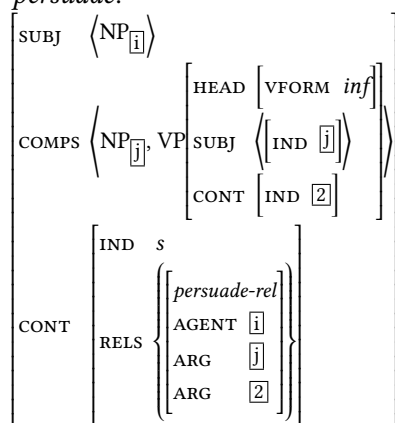 persuade:
SUBJ ⟨NP[i]⟩
HEAD [VFORM inf]
COMPS ⟨NP[j], VP SUBJ ⟨[IND [j]]⟩⟩
CONT [IND [2]]
IND s
persuade-rel
AGENT [i]
CONT RELS
ARG [j]
ARG [2]